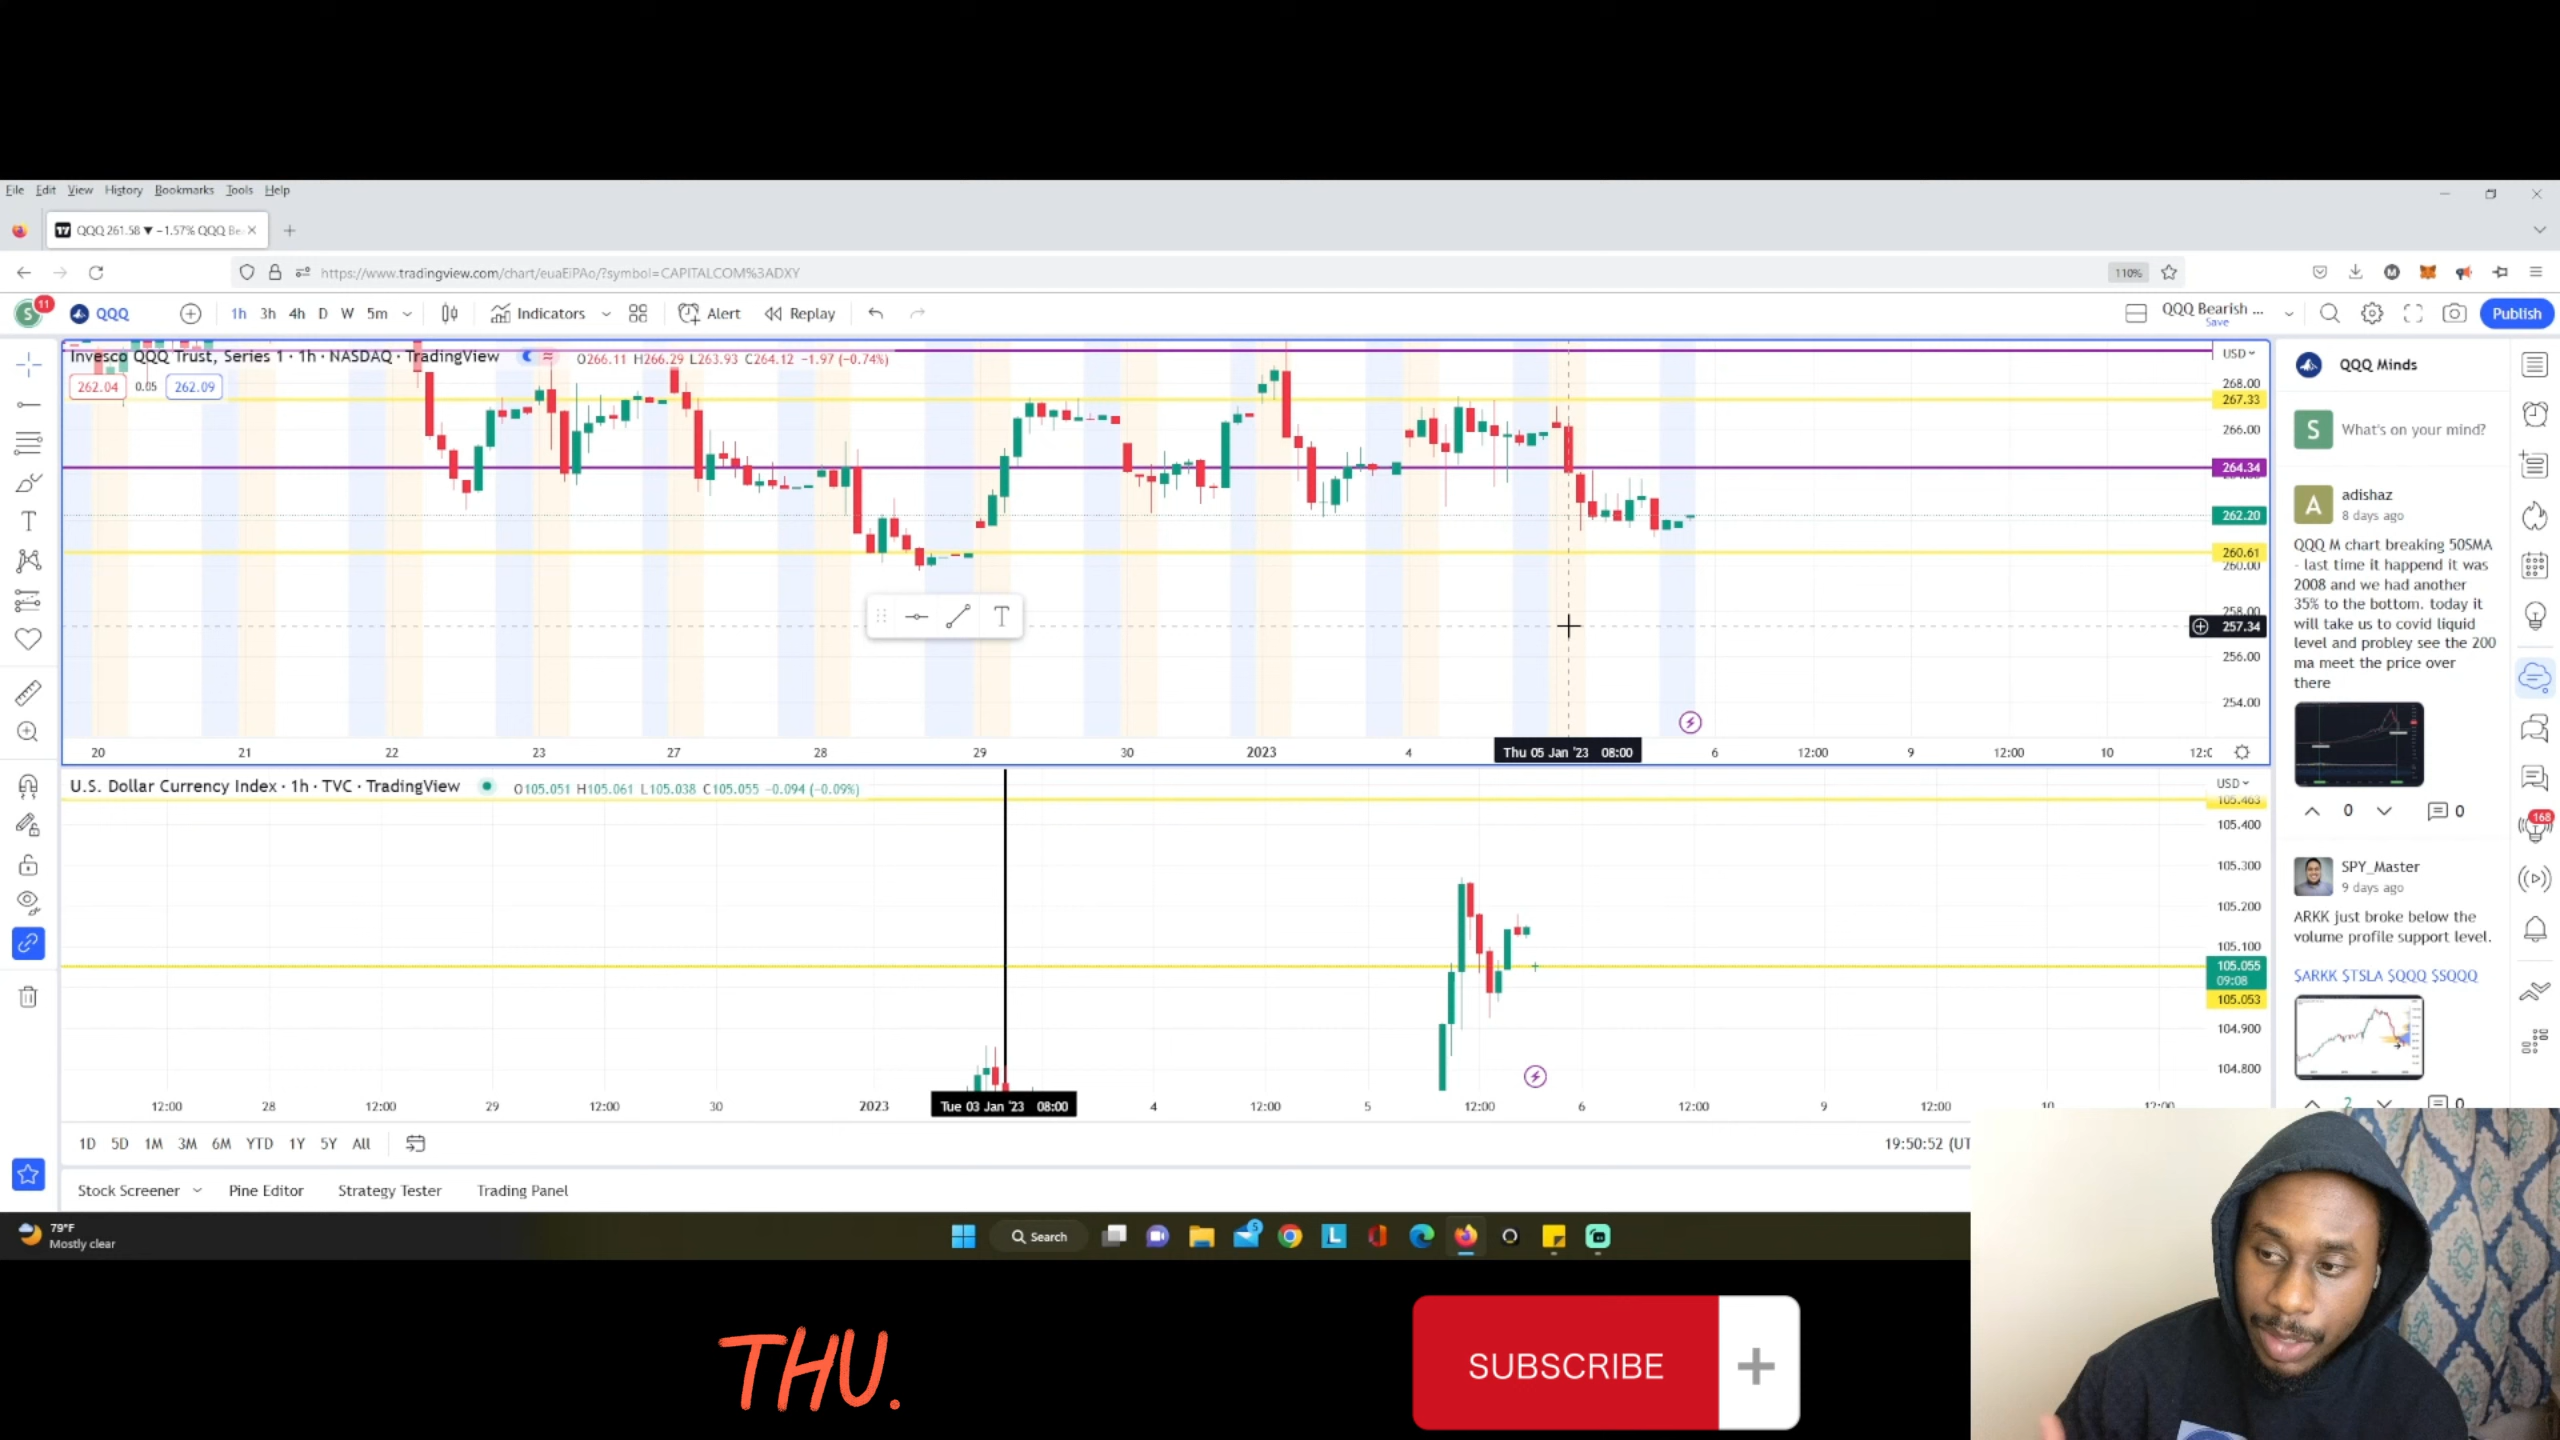 File Edit View History Bookmarks Tools Help
QQQ 261.58 ▼ −1.57% QQQ Be
https://www.tradingview.com/chart/euaEiPAo/?symbol=CAPITALCOM%3ADXY
110%
S 11 QQQ 1h 3h 4h D W 5m Indicators Alert Replay
QQQ Bearish ...
Save
Publish
Invesco QQQ Trust, Series 1 · 1h · NASDAQ · TradingView
O266.11 H266.29 L263.93 C264.12 −1.97 (−0.74%)
262.04 0.05 262.09
USD
268.00
267.33
266.00
264.34
262.20
260.61
260.00
258.00
257.34
256.00
254.00
20 21 22 23 27 28 29 30 2023 4 Thu 05 Jan '23 08:00 6 12:00 9 12:00 10
U.S. Dollar Currency Index · 1h · TVC · TradingView
O105.051 H105.061 L105.038 C105.055 −0.094 (−0.09%)
USD
105.463
105.400
105.300
105.200
105.100
105.055
09:08
105.053
104.900
104.800
12:00 28 12:00 29 12:00 30 2023 Tue 03 Jan '23 08:00 4 12:00 5 12:00 6 12:00 9 12:00
1D 5D 1M 3M 6M YTD 1Y 5Y All
19:50:52 (UT
Stock Screener Pine Editor Strategy Tester Trading Panel
QQQ Minds
S What's on your mind?
A adishaz
8 days ago
QQQ M chart breaking 50SMA
- last time it happend it was
2008 and we had another
35% to the bottom. today it
will take us to covid liquid
level and probley see the 200
ma meet the price over
there
0 0
SPY_Master
9 days ago
ARKK just broke below the
volume profile support level.
$ARKK $TSLA $QQQ $SQQQ
168
79°F
Mostly clear
Search
5
THU.
SUBSCRIBE +